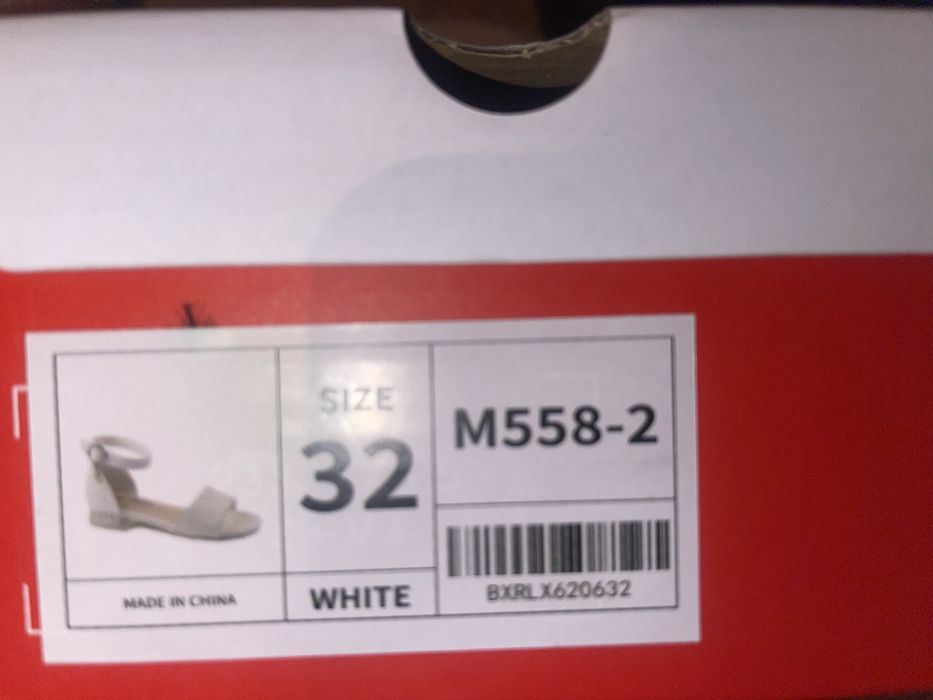 SIZE
32
M558-2
BXRLX620632
MADE IN CHINA
WHITE